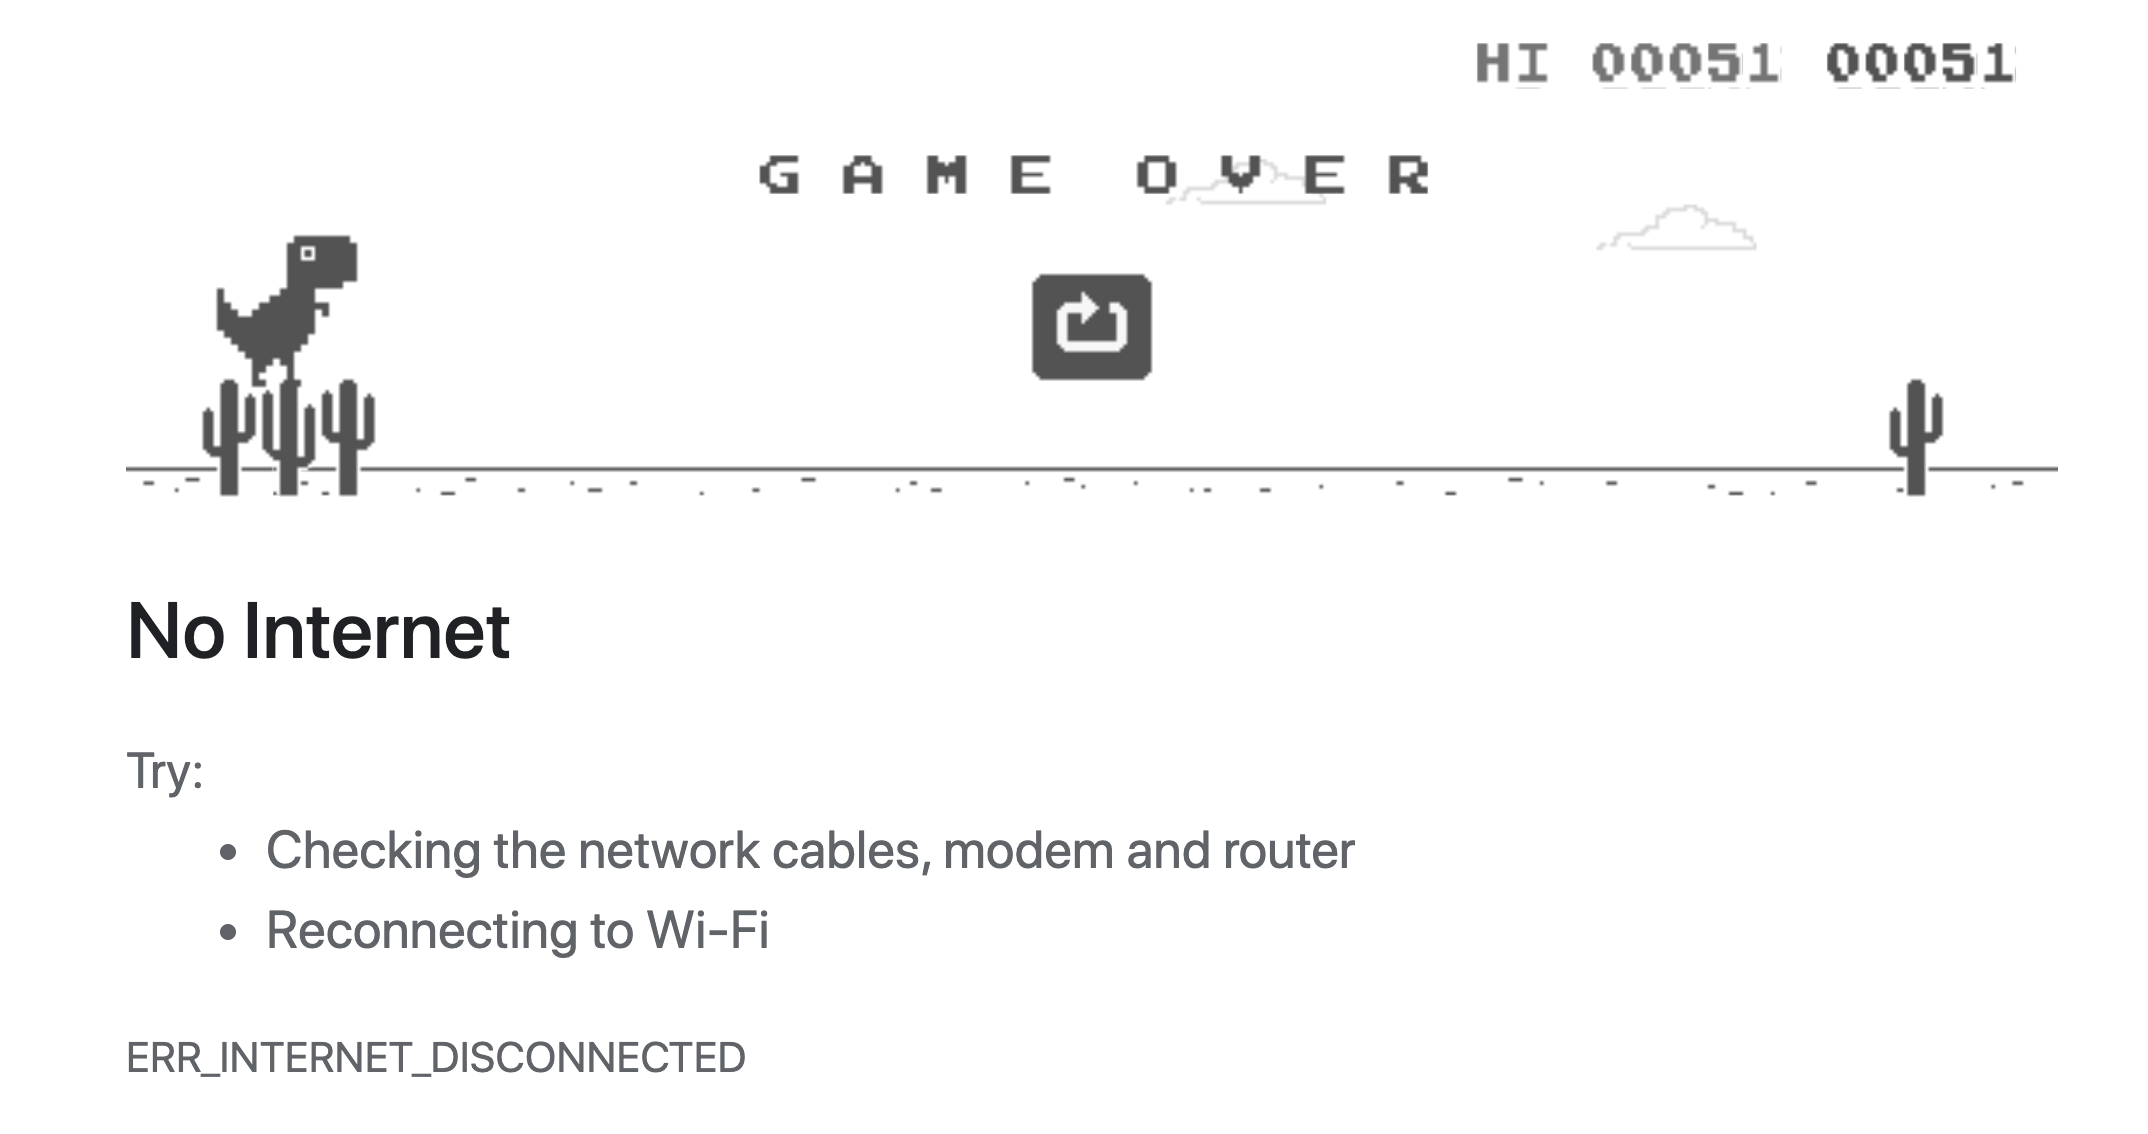 HI 00051 00051
GAME OVER
No Internet
Try:
• Checking the network cables, modem and router
• Reconnecting to Wi-Fi
ERR_INTERNET_DISCONNECTED